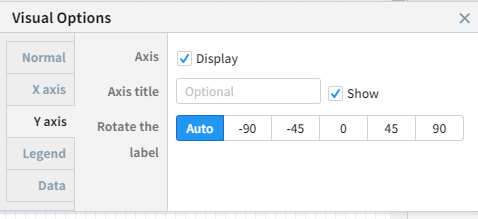 Visual Options
Normal
X axis
Y axis
Legend
Data
Axis
Display
Axis title
Optional
Show
Rotate the
label
Auto -90 -45 0 45 90